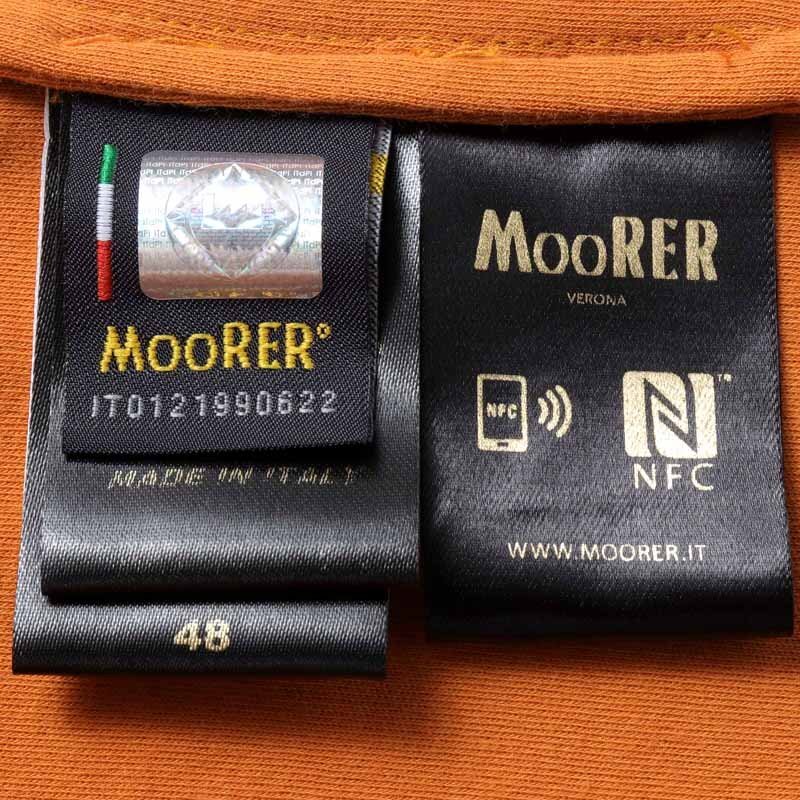 MOORER
IT0121990622
MADE IN ITALY
48
MOORER
VERONA
NFC
NFC
WWW.MOORER.IT